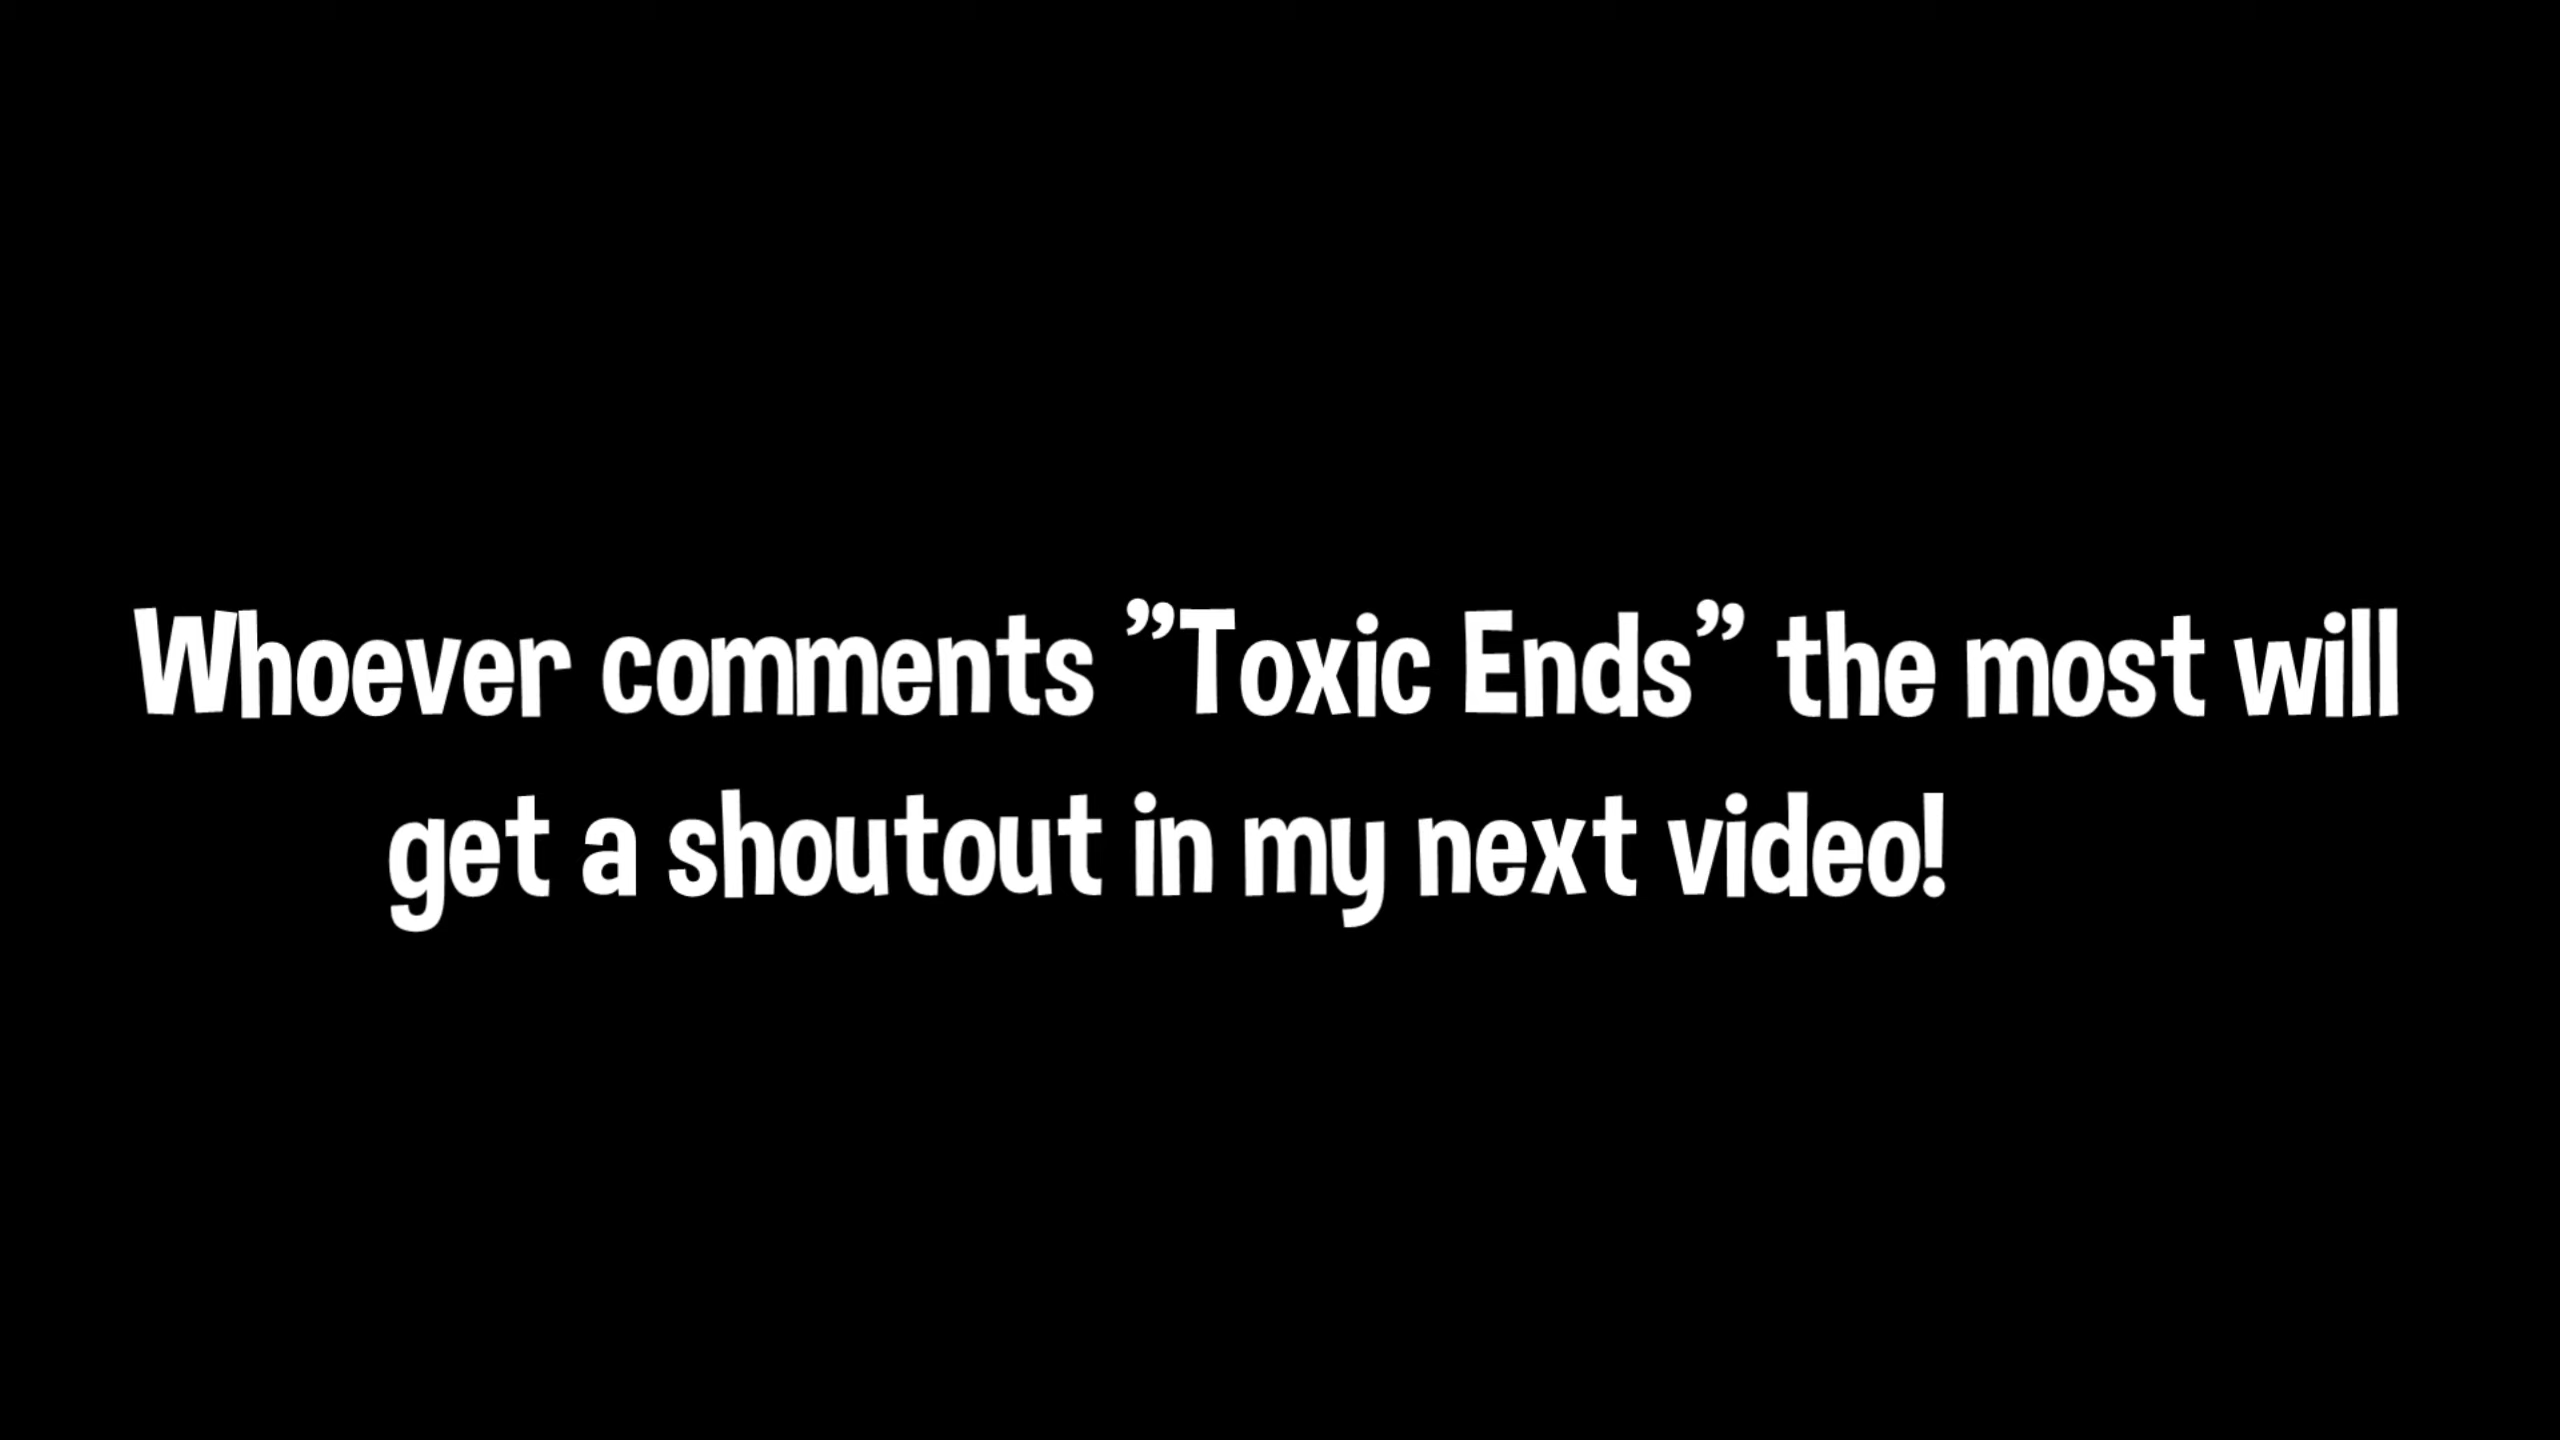 Whoever comments ”Toxic Ends” the most will
get a shoutout in my next video!